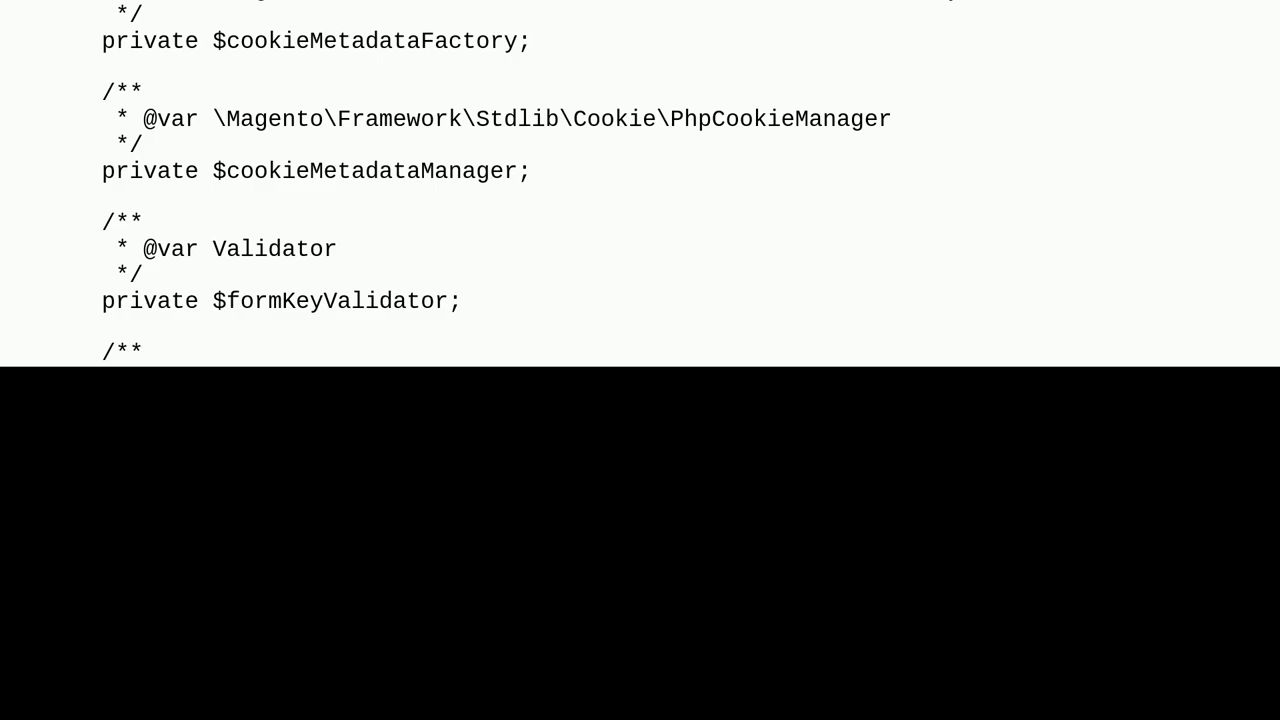 */
private $cookieMetadataFactory;
/**
* @var \Magento\Framework\Stdlib\Cookie\PhpCookieManager
*/
private $cookieMetadataManager;
/**
* @var Validator
*/
private $formKeyValidator;
/**